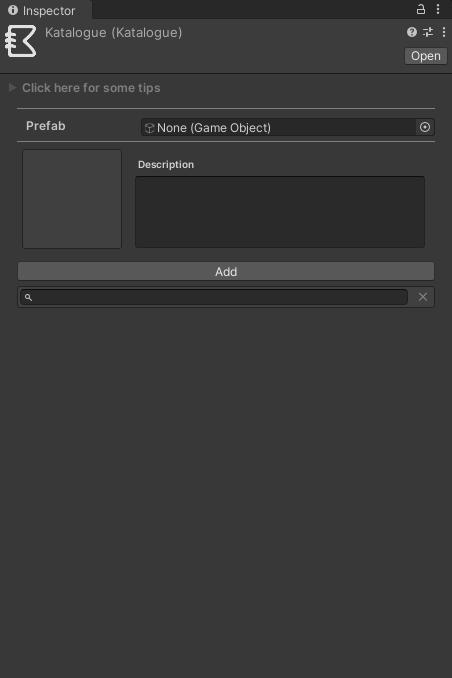 Inspector
Katalogue (Katalogue)
Open
Click here for some tips
Prefab
None (Game Object)
Description
Add